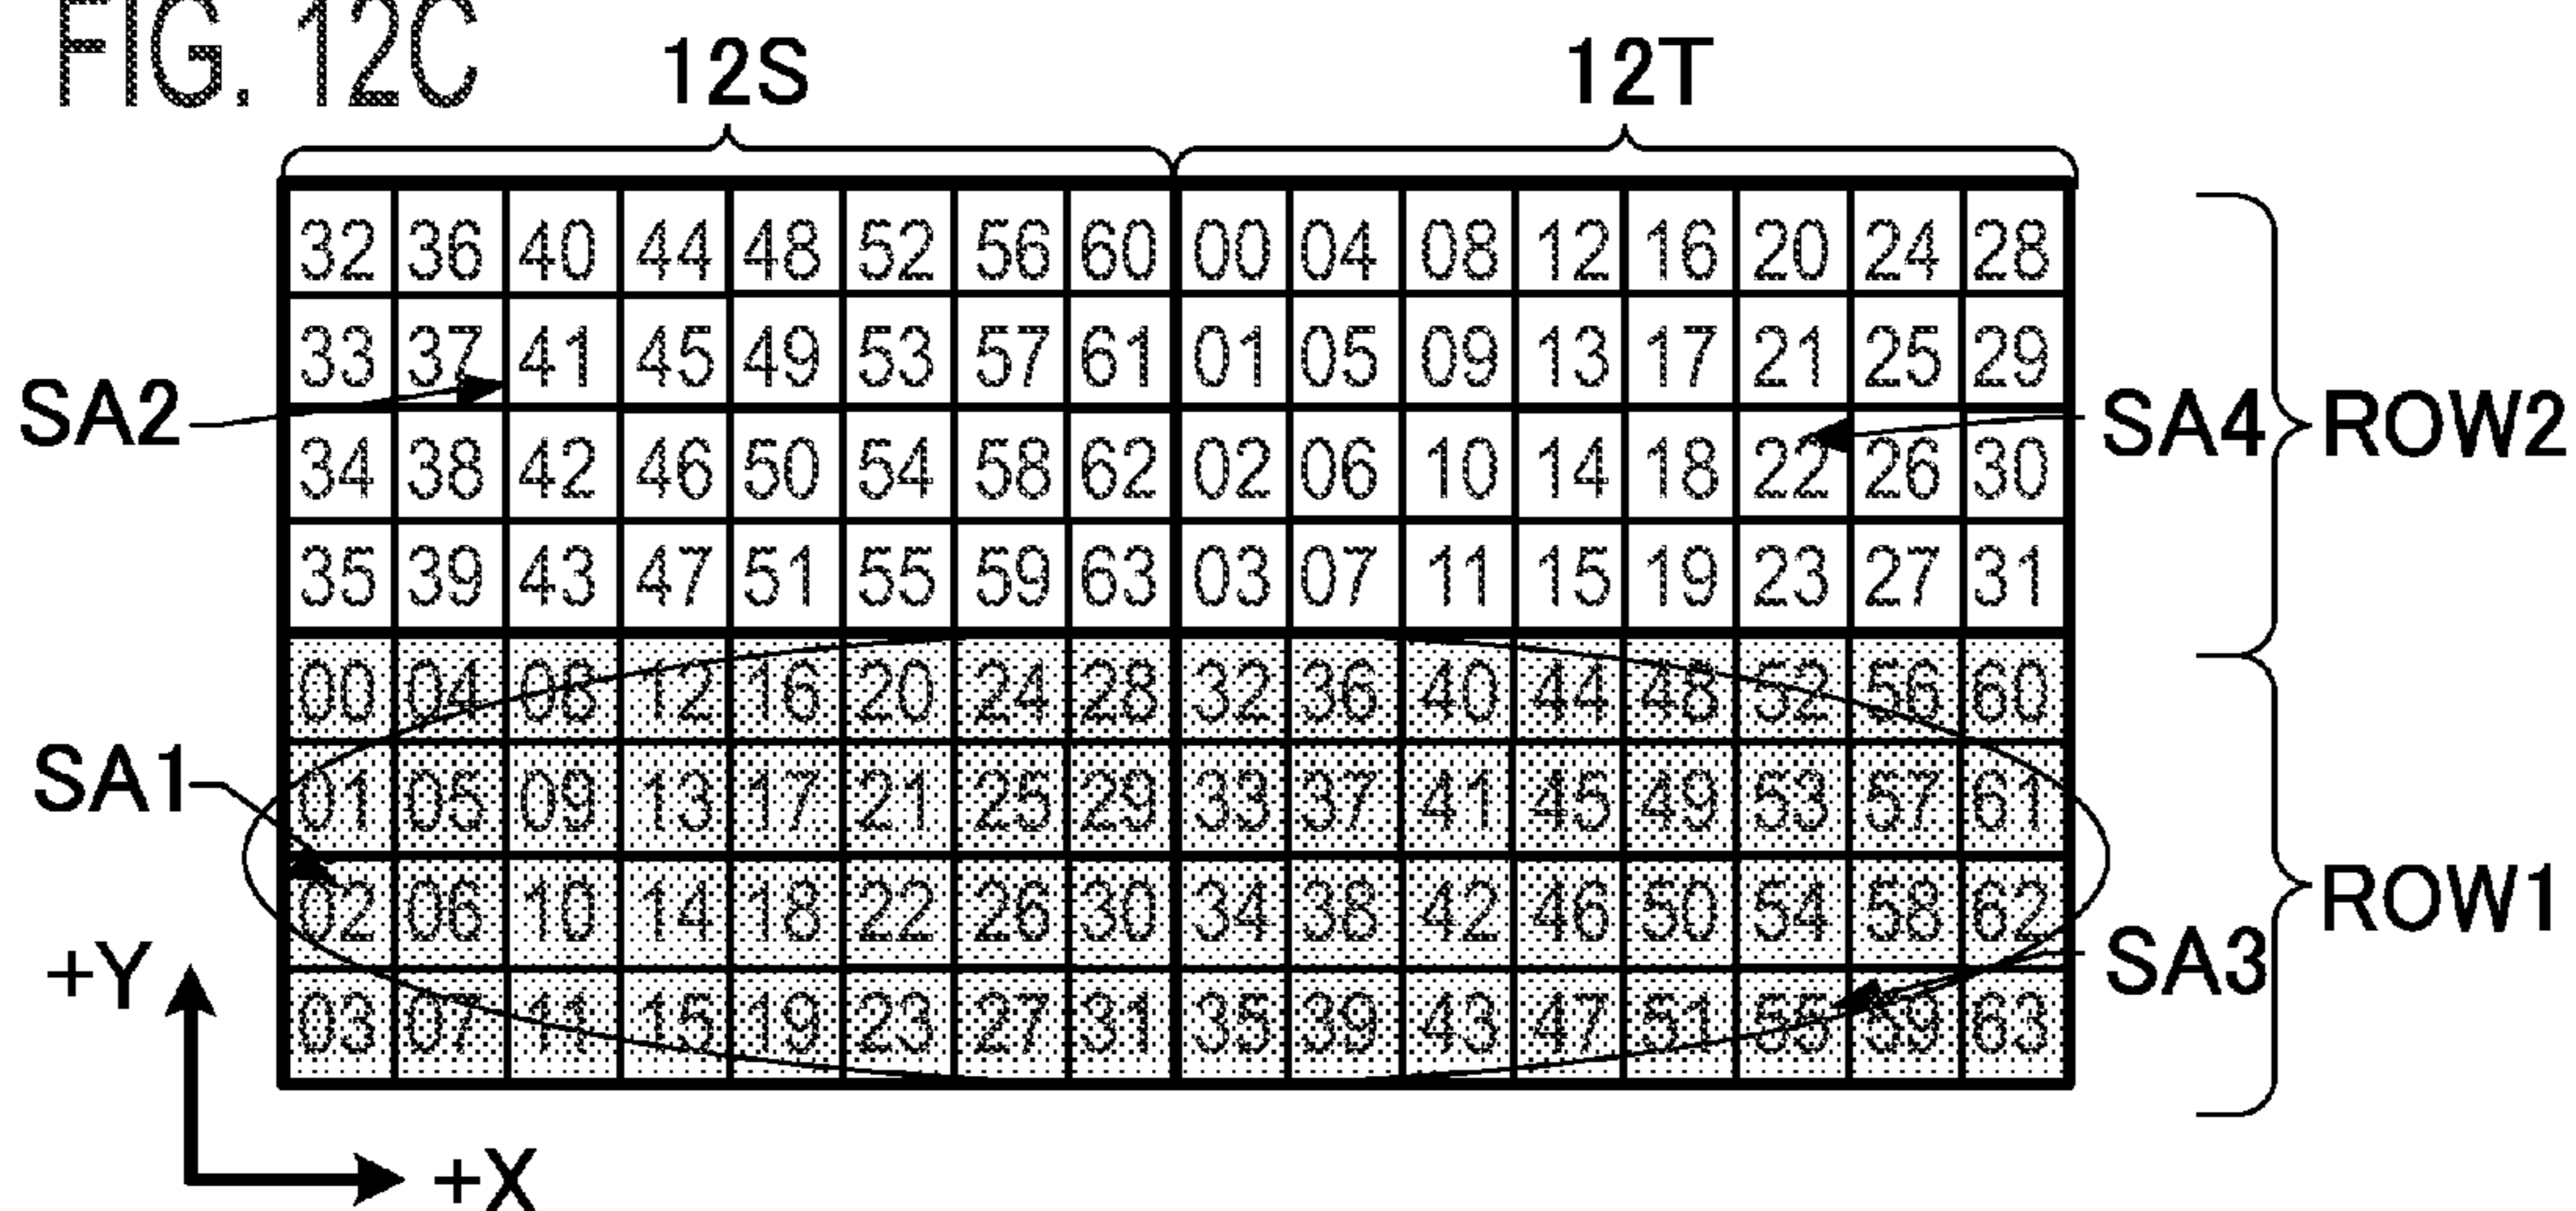 FIG. 12C
12S 12T
32 36 40 44 48 52 56 60 00 04 08 12 16 20 24 28
33 37 41 45 49 53 57 61 01 05 09 13 17 21 25 29
SA2 SA4 ROW2
34 38 42 46 50 54 58 62 02 06 10 14 18 22 26 30
35 39 43 47 51 55 59 63 03 07 11 15 19 23 27 31
00 04 08 12 16 20 24 28 32 36 40 44 48 52 56 60
SA1 01 05 09 13 17 21 25 29 33 37 41 45 49 53 57 61
02 06 10 14 18 22 26 30 34 38 42 46 50 54 58 62 ROW1
+Y SA3
03 07 11 15 19 23 27 31 35 39 43 47 51 55 59 63
+X